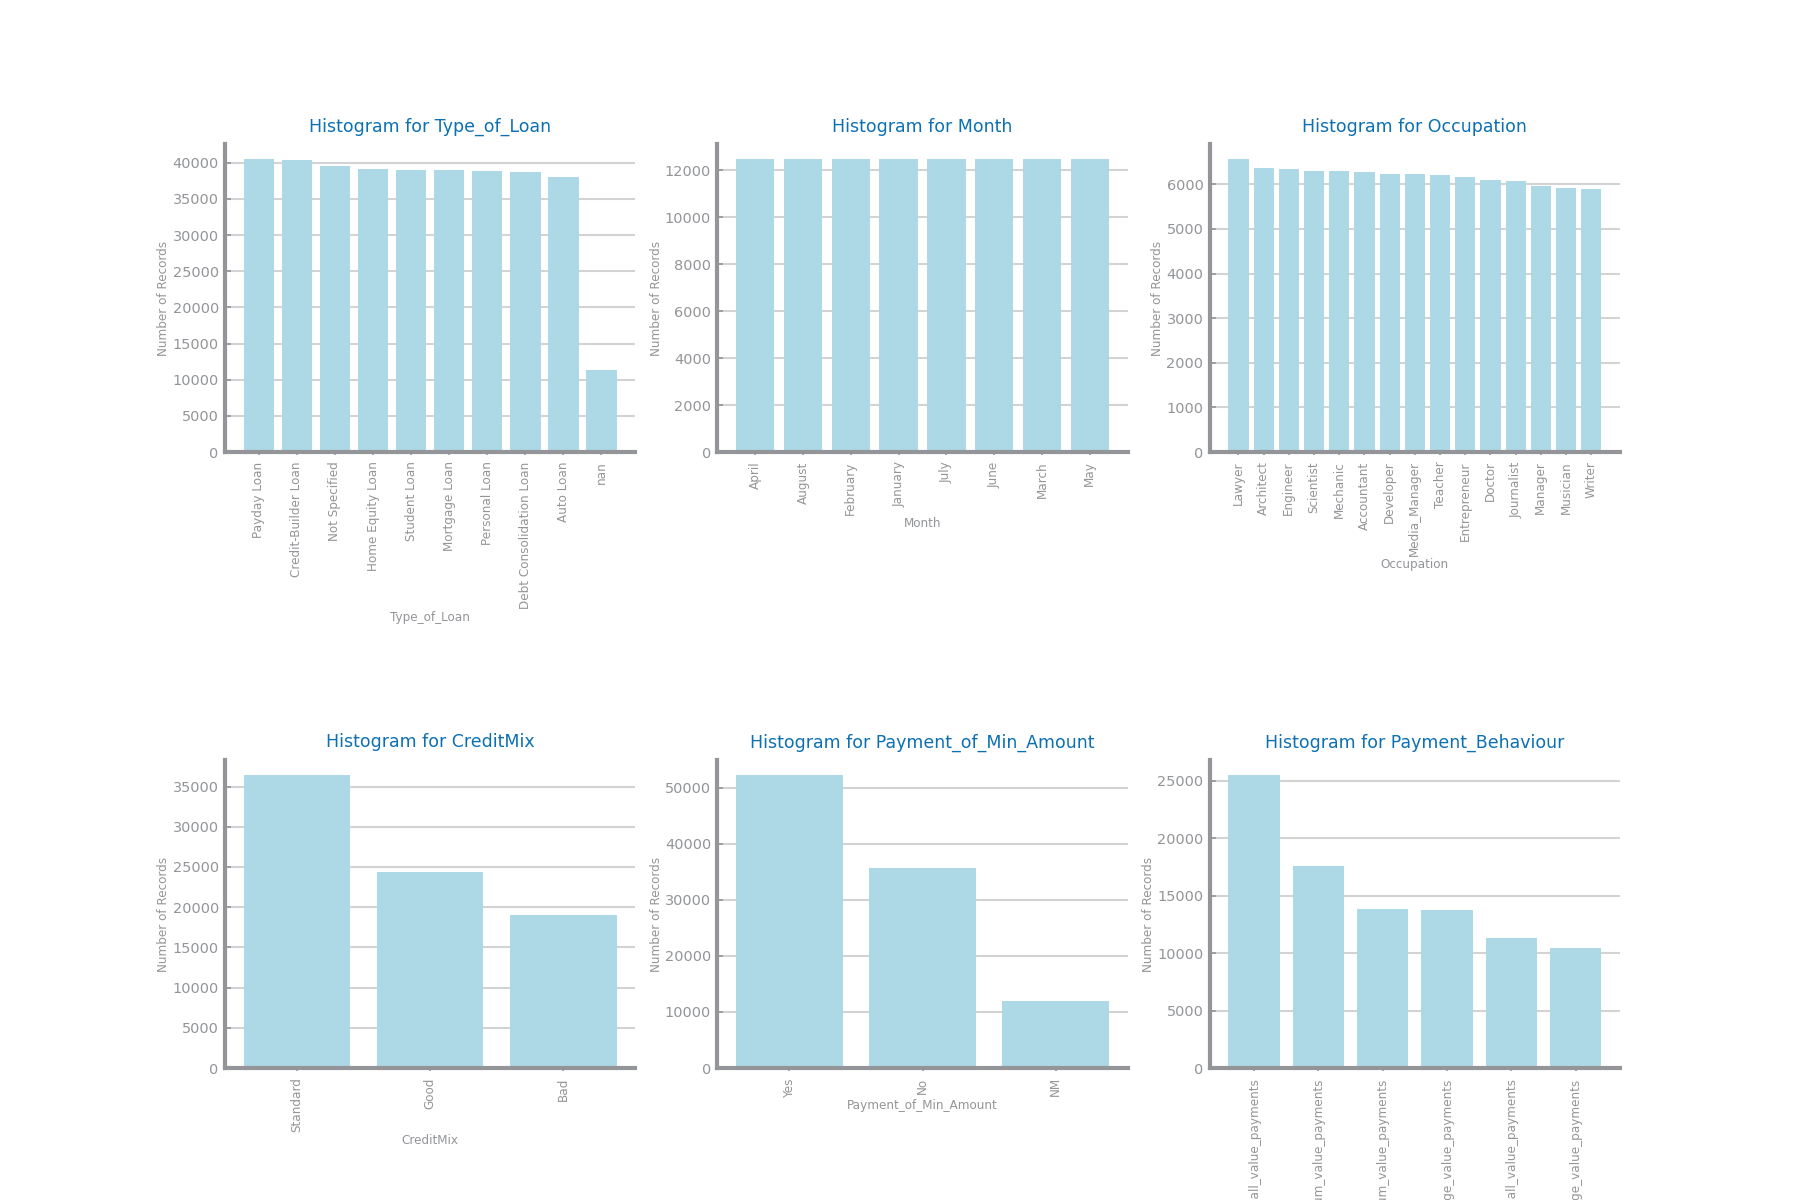 Histogram for Type_of_Loan
40000
35000
30000
25000
20000
15000
10000
5000
0
Number of Records
Payday Loan
Credit-Builder Loan
Not Specified
Home Equity Loan
Student Loan
Mortgage Loan
Personal Loan
Debt Consolidation Loan
Auto Loan
nan
Type_of_Loan
Histogram for Month
12000
10000
8000
6000
4000
2000
0
Number of Records
April
August
February
January
July
June
March
May
Month
Histogram for Occupation
6000
5000
4000
3000
2000
1000
0
Number of Records
Lawyer
Architect
Engineer
Scientist
Mechanic
Accountant
Developer
Media_Manager
Teacher
Entrepreneur
Doctor
Journalist
Manager
Musician
Writer
Occupation
Histogram for CreditMix
35000
30000
25000
20000
15000
10000
5000
0
Number of Records
Standard
Good
Bad
CreditMix
Histogram for Payment_of_Min_Amount
50000
40000
30000
20000
10000
0
Number of Records
Yes
No
NM
Payment_of_Min_Amount
Histogram for Payment_Behaviour
25000
20000
15000
10000
5000
0
Number of Records
all_value_payments
um_value_payments
um_value_payments
ge_value_payments
all_value_payments
ge_value_payments